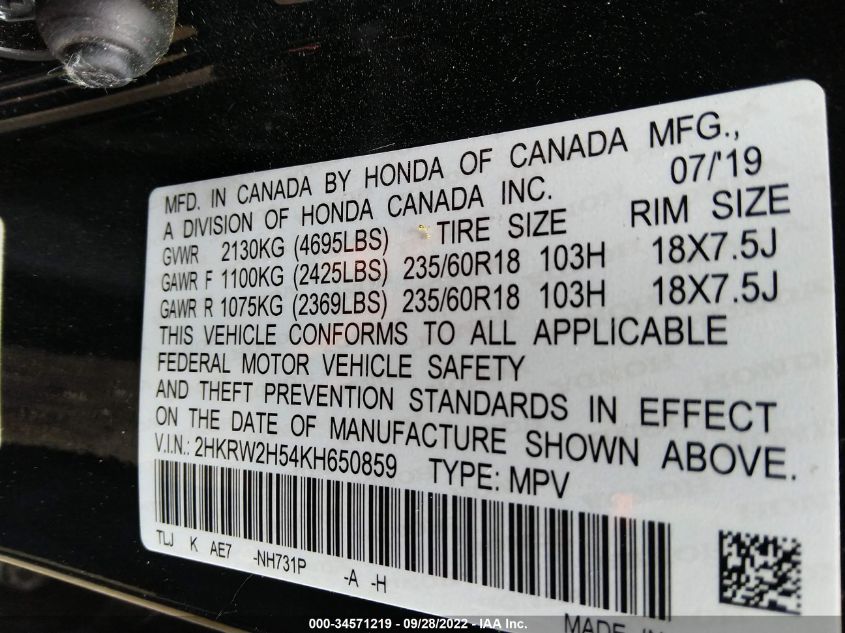 MFD. IN CANADA BY HONDA OF CANADA MFG.,
A DIVISION OF HONDA CANADA INC. 07/'19
GVWR 2130KG (4695LBS) TIRE SIZE RIM SIZE
GAWR F 1100KG (2425LBS) 235/60R18 103H 18X7.5J
GAWR R 1075KG (2369LBS) 235/60R18 103H 18X7.5J
THIS VEHICLE CONFORMS TO ALL APPLICABLE
FEDERAL MOTOR VEHICLE SAFETY
AND THEFT PREVENTION STANDARDS IN EFFECT
ON THE DATE OF MANUFACTURE SHOWN ABOVE.
V.I.N.: 2HKRW2H54KH650859 TYPE: MPV
TLJ K AE7 -NH731P -A -H
MADE IN
000-34571219 - 09/28/2022 - IAA Inc.